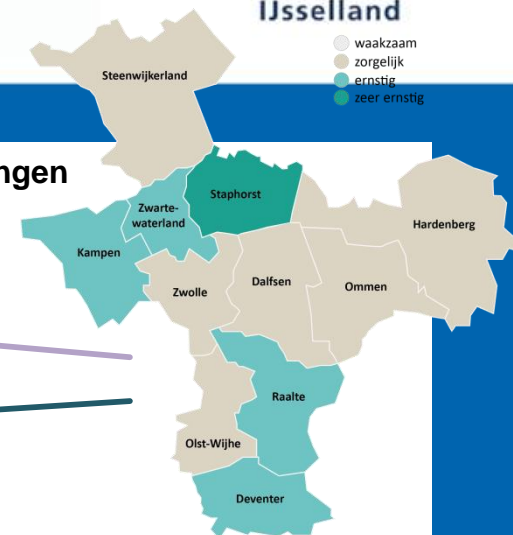 IJsselland
waakzaam
zorgelijk
ernstig
zeer ernstig
ngen
Steenwijkerland
Staphorst
Zwarte-
waterland
Hardenberg
Kampen
Dalfsen
Ommen
Zwolle
Raalte
Olst-Wijhe
Deventer